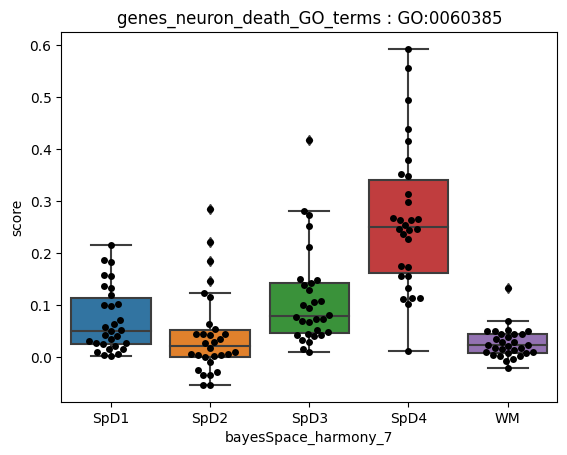 genes_neuron_death_GO_terms : GO:0060385
score
0.6
0.5
0.4
0.3
0.2
0.1
0.0
SpD1 SpD2 SpD3 SpD4 WM
bayesSpace_harmony_7